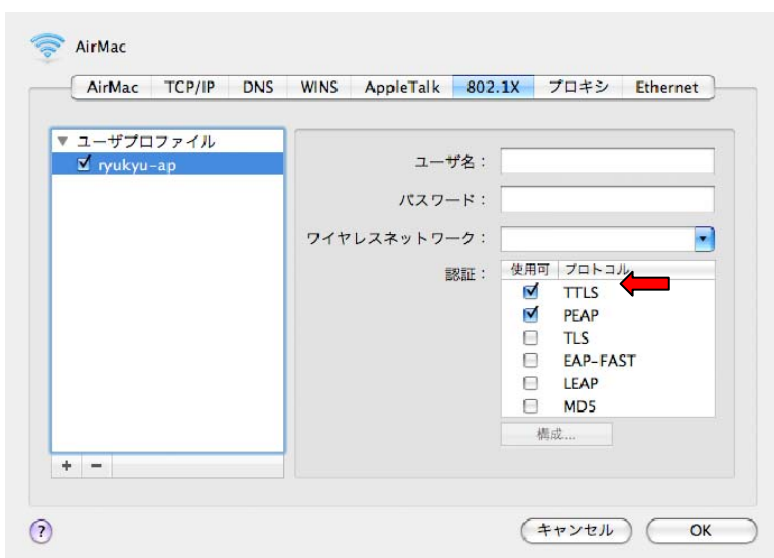 AirMac
AirMac TCP/IP DNS WINS AppleTalk 802.1X プロキシ Ethernet
▼ ユーザプロファイル
ryukyu-ap
ユーザ名：
パスワード：
ワイヤレスネットワーク：
認証：
使用可 プロトコル
TTLS
PEAP
TLS
EAP-FAST
LEAP
MD5
構成...
+ −
?
キャンセル OK